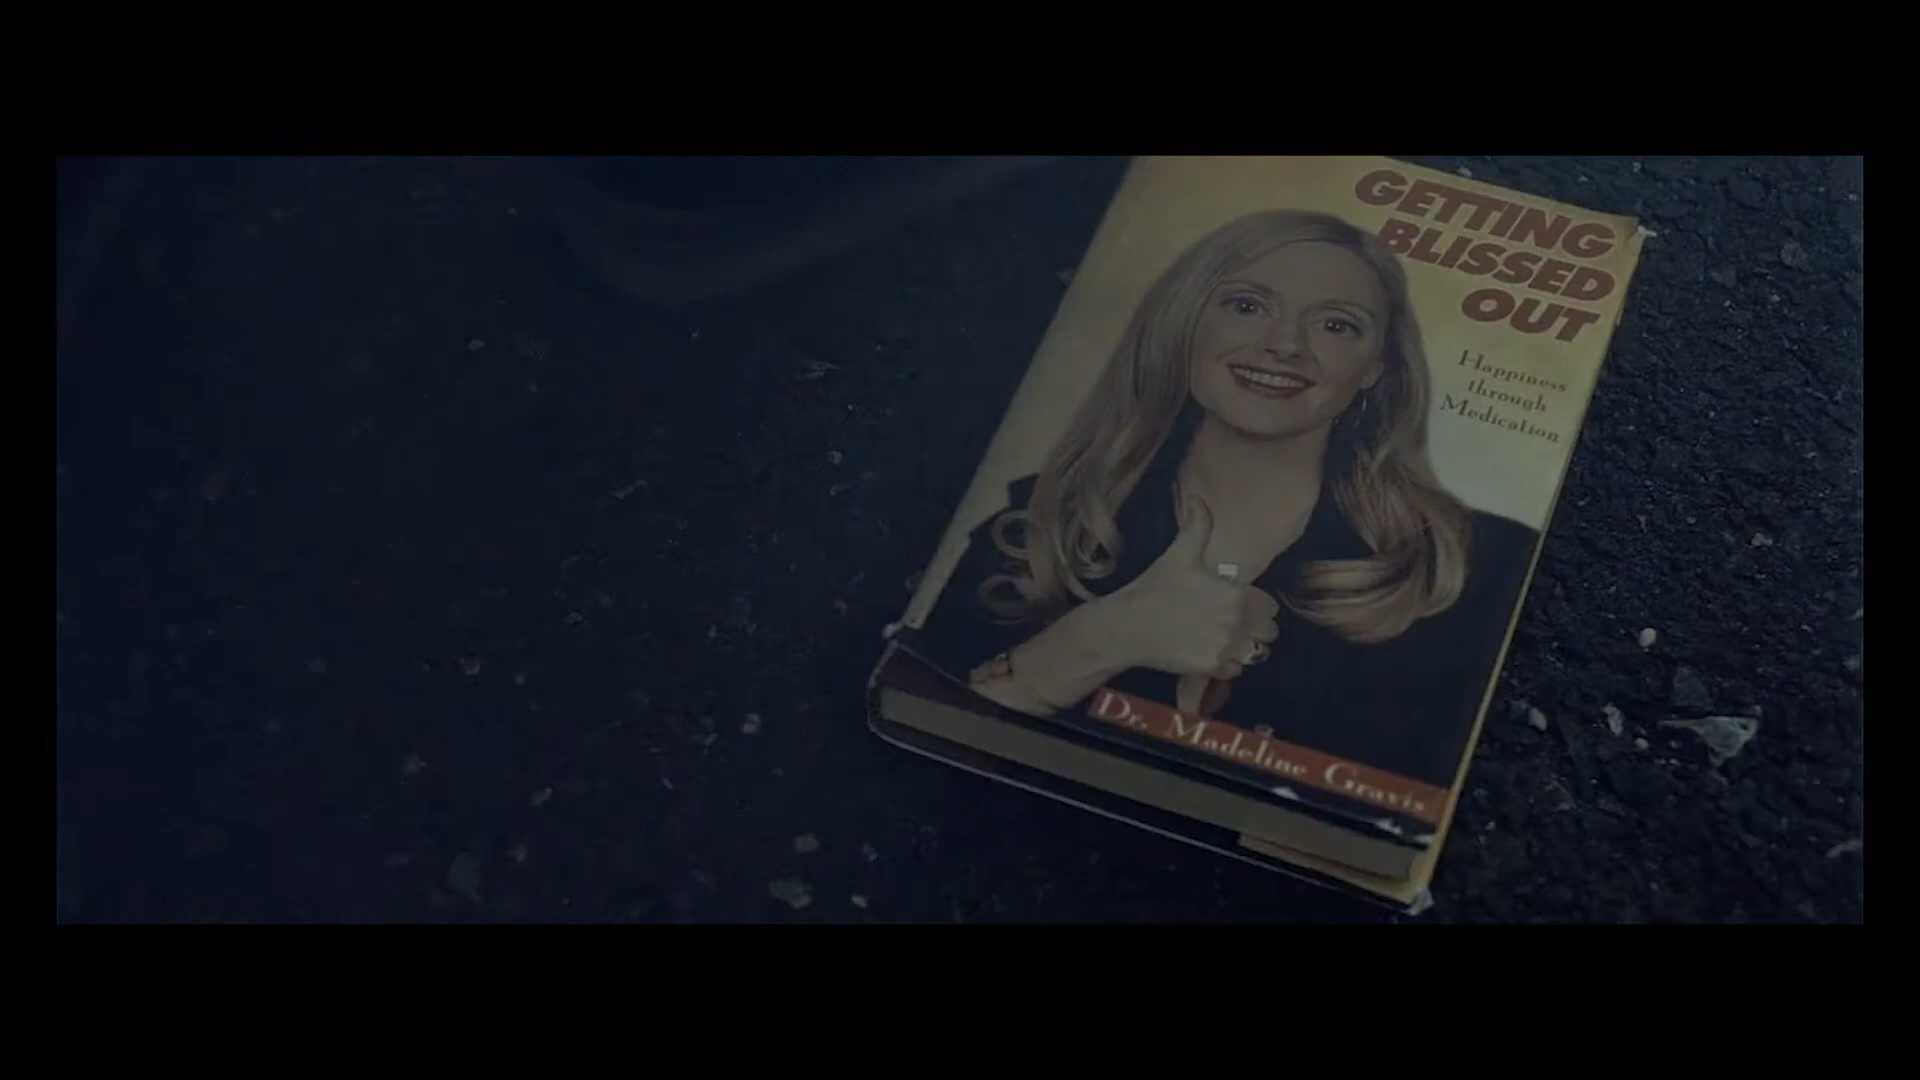 GETTING
BLISSED
OUT
Happiness
through
Medication
Dr. Madeline Gravis